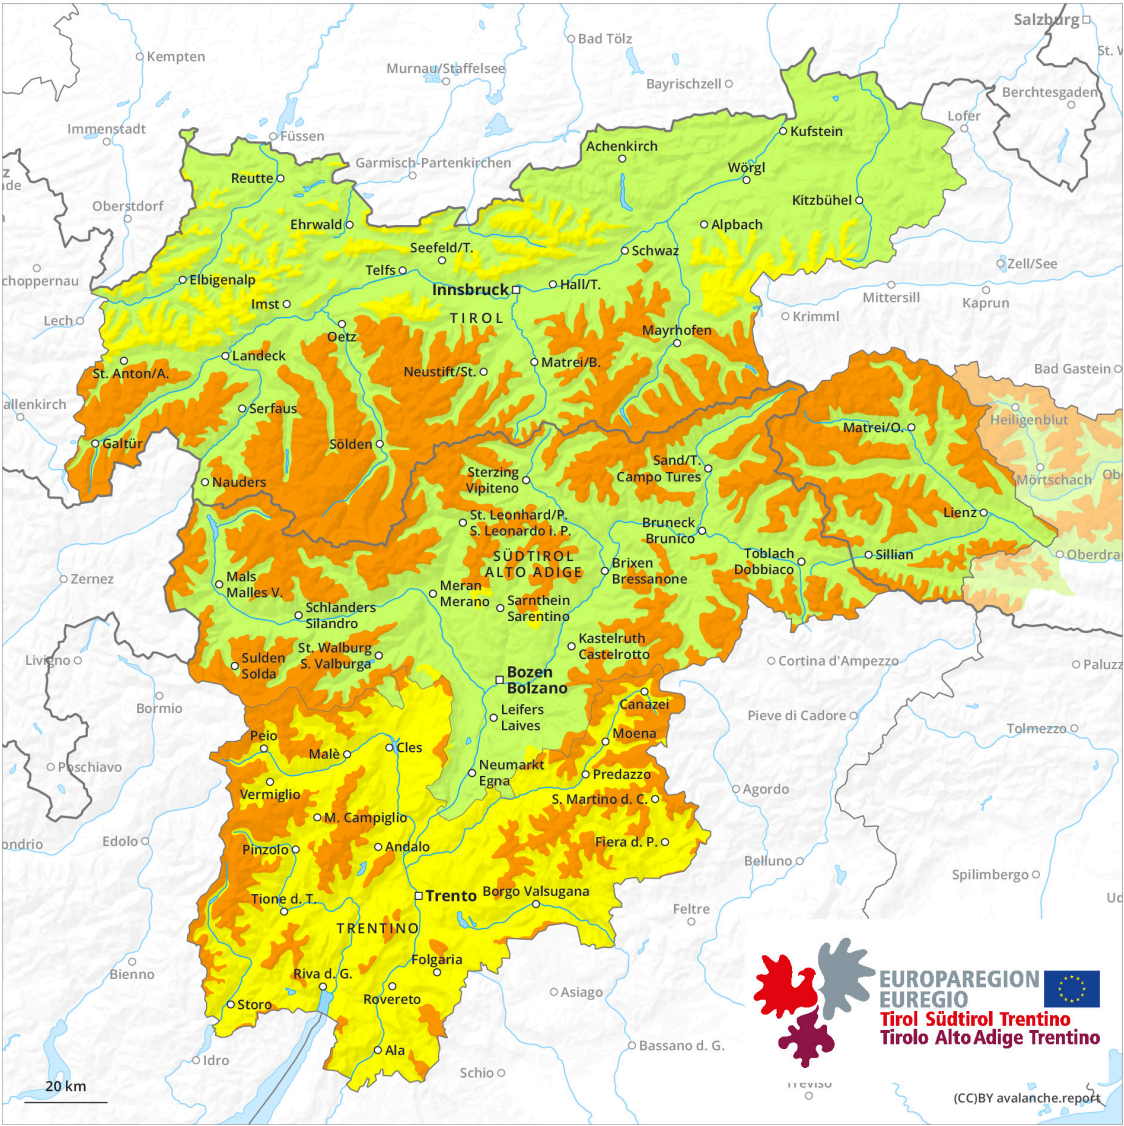 Salzburg
Bad Tölz
Kempten
St. V
Murnau/Staffelsee
Bayrischzell
Berchtesgaden
Lofer
Immenstadt
Füssen
Kufstein
Achenkirch
Garmisch-Partenkirchen
Wörgl
Reutte
Oberstdorf
Kitzbühel
Ehrwald
Alpbach
Seefeld/T.
Schwaz
Zell/See
Telfs
choppernau
Elbigenalp
Innsbruck
Hall/T.
Mittersill
Kaprun
Imst
Lech
TIROL
Krimml
Oetz
Mayrhofen
Landeck
Matrei/B.
St. Anton/A.
Neustift/St.
Bad Gastein
allenkirch
Serfaus
Heiligenblut
Matrei/O.
Galtür
Sölden
Sand/T.
Campo Tures
Sterzing
Vipiteno
Mörtschach
Ob
Nauders
Lienz
St. Leonhard/P.
S. Leonardo i. P.
Bruneck
Brunico
SÜDTIROL
ALTO ADIGE
Toblach
Dobbiaco
Sillian
Oberdrau
Brixen
Bressanone
Zernez
Mals
Malles V.
Meran
Merano
Sarnthein
Sarentino
Schlanders
Silandro
Kastelruth
Castelrotto
St. Walburg
S. Valburga
Livigno
Sulden
Solda
Cortina d'Ampezzo
Paluzz
Bozen
Bolzano
Bormio
Canazei
Leifers
Laives
Pieve di Cadore
Tolmezzo
Peio
Moena
Malè
Cles
Poschiavo
Neumarkt
Egna
Predazzo
Vermiglio
S. Martino d. C.
Agordo
M. Campiglio
ondrio
Edolo
Pinzolo
Andalo
Fiera d. P.
Belluno
Spilimbergo
Trento
Borgo Valsugana
Tione d. T.
Ud
Feltre
TRENTINO
Folgaria
Bienno
Riva d. G.
Rovereto
Asiago
Storo
EUROPAREGION
EUREGIO
Tirol Südtirol Trentino
Tirolo Alto Adige Trentino
Ala
Idro
Bassano d. G.
Schio
Treviso
20 km
(CC)BY avalanche.report